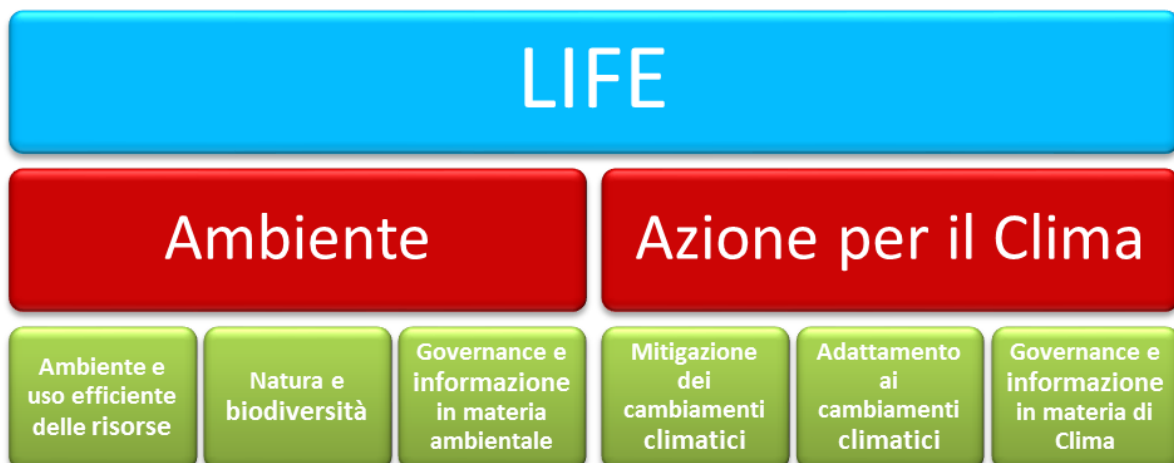 LIFE
Ambiente
Azione per il Clima
Ambiente e
uso efficiente
delle risorse
Natura e
biodiversità
Governance e
informazione
in materia
ambientale
Mitigazione
dei
cambiamenti
climatici
Adattamento
ai
cambiamenti
climatici
Governance e
informazione
in materia di
Clima